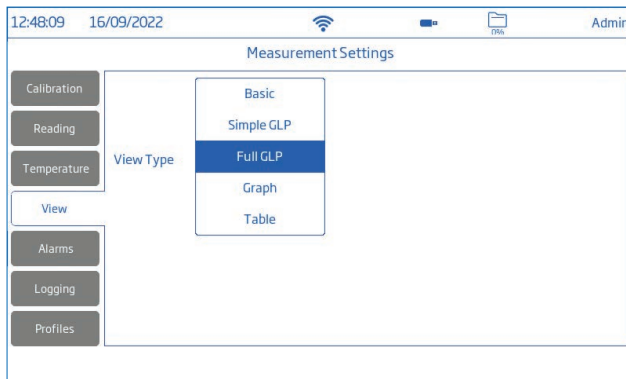 12:48:09 16/09/2022 0% Admin
Measurement Settings
Calibration
Reading
Temperature
View
Alarms
Logging
Profiles
View Type
Basic
Simple GLP
Full GLP
Graph
Table